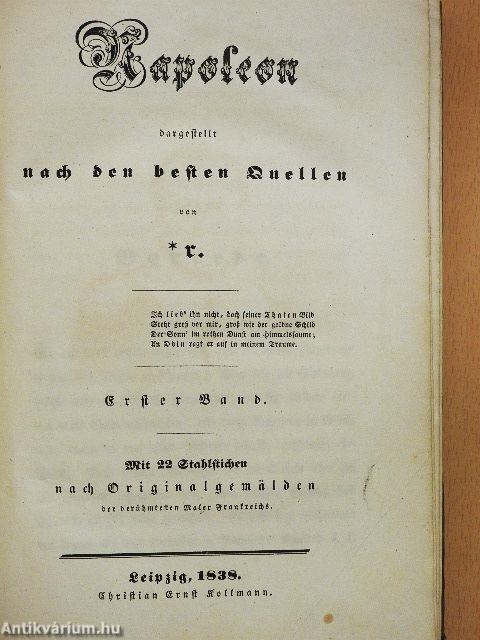 Napoleon
dargestellt
nach den besten Quellen
von
*r.
Ich lieb' ihn nicht, doch seiner Thaten Bild
Steht groß vor mir, groß wie der goldne Schild
Der Sonn' im rothen Dunst am Himmelssaume;
An Odin ragt er auf in meinem Traume.
Erster Band.
Mit 22 Stahlstichen
nach Originalgemälden
der berühmtesten Maler Frankreichs.
Leipzig, 1838.
Christian Ernst Kollmann.
Antikvárium.hu